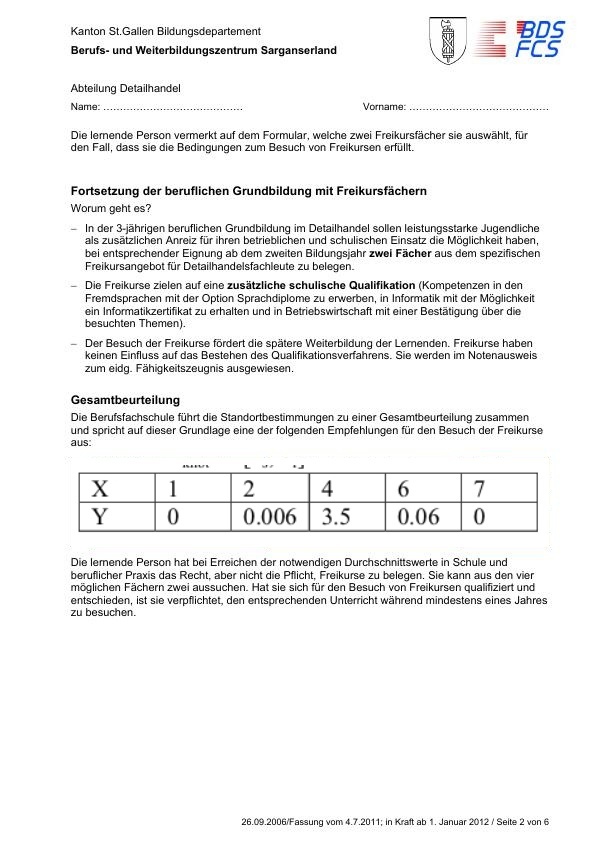 Kanton St.Gallen Bildungsdepartement
Berufs- und Weiterbildungszentrum Sarganserland
BDS
FCS
Abteilung Detailhandel
Name: ……………………………………
Vorname: ……………………………………
Die lernende Person vermerkt auf dem Formular, welche zwei Freikursfächer sie auswählt, für
den Fall, dass sie die Bedingungen zum Besuch von Freikursen erfüllt.
Fortsetzung der beruflichen Grundbildung mit Freikursfächern
Worum geht es?
– In der 3-jährigen beruflichen Grundbildung im Detailhandel sollen leistungsstarke Jugendliche
als zusätzlichen Anreiz für ihren betrieblichen und schulischen Einsatz die Möglichkeit haben,
bei entsprechender Eignung ab dem zweiten Bildungsjahr zwei Fächer aus dem spezifischen
Freikursangebot für Detailhandelsfachleute zu belegen.
– Die Freikurse zielen auf eine zusätzliche schulische Qualifikation (Kompetenzen in den
Fremdsprachen mit der Option Sprachdiplome zu erwerben, in Informatik mit der Möglichkeit
ein Informatikzertifikat zu erhalten und in Betriebswirtschaft mit einer Bestätigung über die
besuchten Themen).
– Der Besuch der Freikurse fördert die spätere Weiterbildung der Lernenden. Freikurse haben
keinen Einfluss auf das Bestehen des Qualifikationsverfahrens. Sie werden im Notenausweis
zum eidg. Fähigkeitszeugnis ausgewiesen.
Gesamtbeurteilung
Die Berufsfachschule führt die Standortbestimmungen zu einer Gesamtbeurteilung zusammen
und spricht auf dieser Grundlage eine der folgenden Empfehlungen für den Besuch der Freikurse
aus:
X 1 2 4 6 7
Y 0 0.006 3.5 0.06 0
Die lernende Person hat bei Erreichen der notwendigen Durchschnittswerte in Schule und
beruflicher Praxis das Recht, aber nicht die Pflicht, Freikurse zu belegen. Sie kann aus den vier
möglichen Fächern zwei aussuchen. Hat sie sich für den Besuch von Freikursen qualifiziert und
entschieden, ist sie verpflichtet, den entsprechenden Unterricht während mindestens eines Jahres
zu besuchen.
26.09.2006/Fassung vom 4.7.2011; in Kraft ab 1. Januar 2012 / Seite 2 von 6